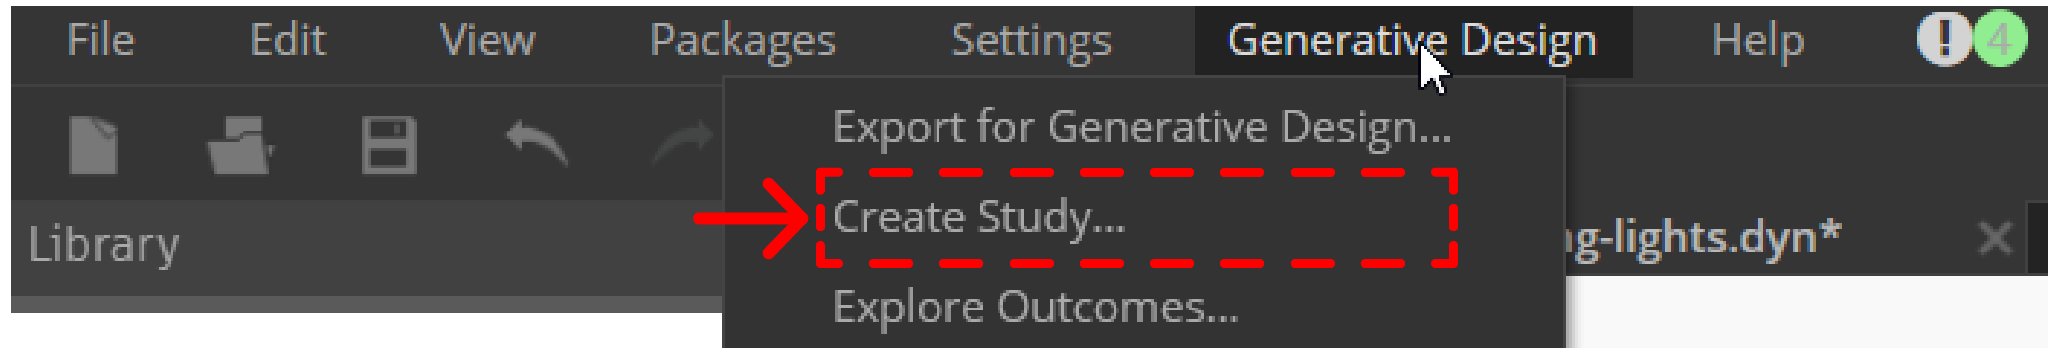 File Edit View Packages Settings Generative Design Help ! 4
Export for Generative Design...
Create Study...
Library
g-lights.dyn*
Explore Outcomes...